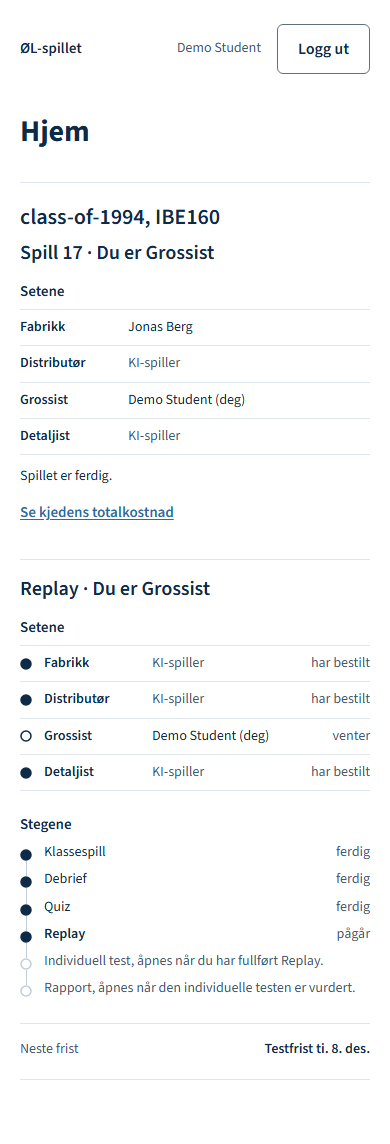 ØL-spillet Demo Student Logg ut
Hjem
class-of-1994, IBE160
Spill 17 · Du er Grossist
Setene
Fabrikk Jonas Berg
Distributør KI-spiller
Grossist Demo Student (deg)
Detaljist KI-spiller
Spillet er ferdig.
Se kjedens totalkostnad
Replay · Du er Grossist
Setene
Fabrikk KI-spiller har bestilt
Distributør KI-spiller har bestilt
Grossist Demo Student (deg) venter
Detaljist KI-spiller har bestilt
Stegene
Klassespill ferdig
Debrief ferdig
Quiz ferdig
Replay pågår
Individuell test, åpnes når du har fullført Replay.
Rapport, åpnes når den individuelle testen er vurdert.
Neste frist Testfrist ti. 8. des.